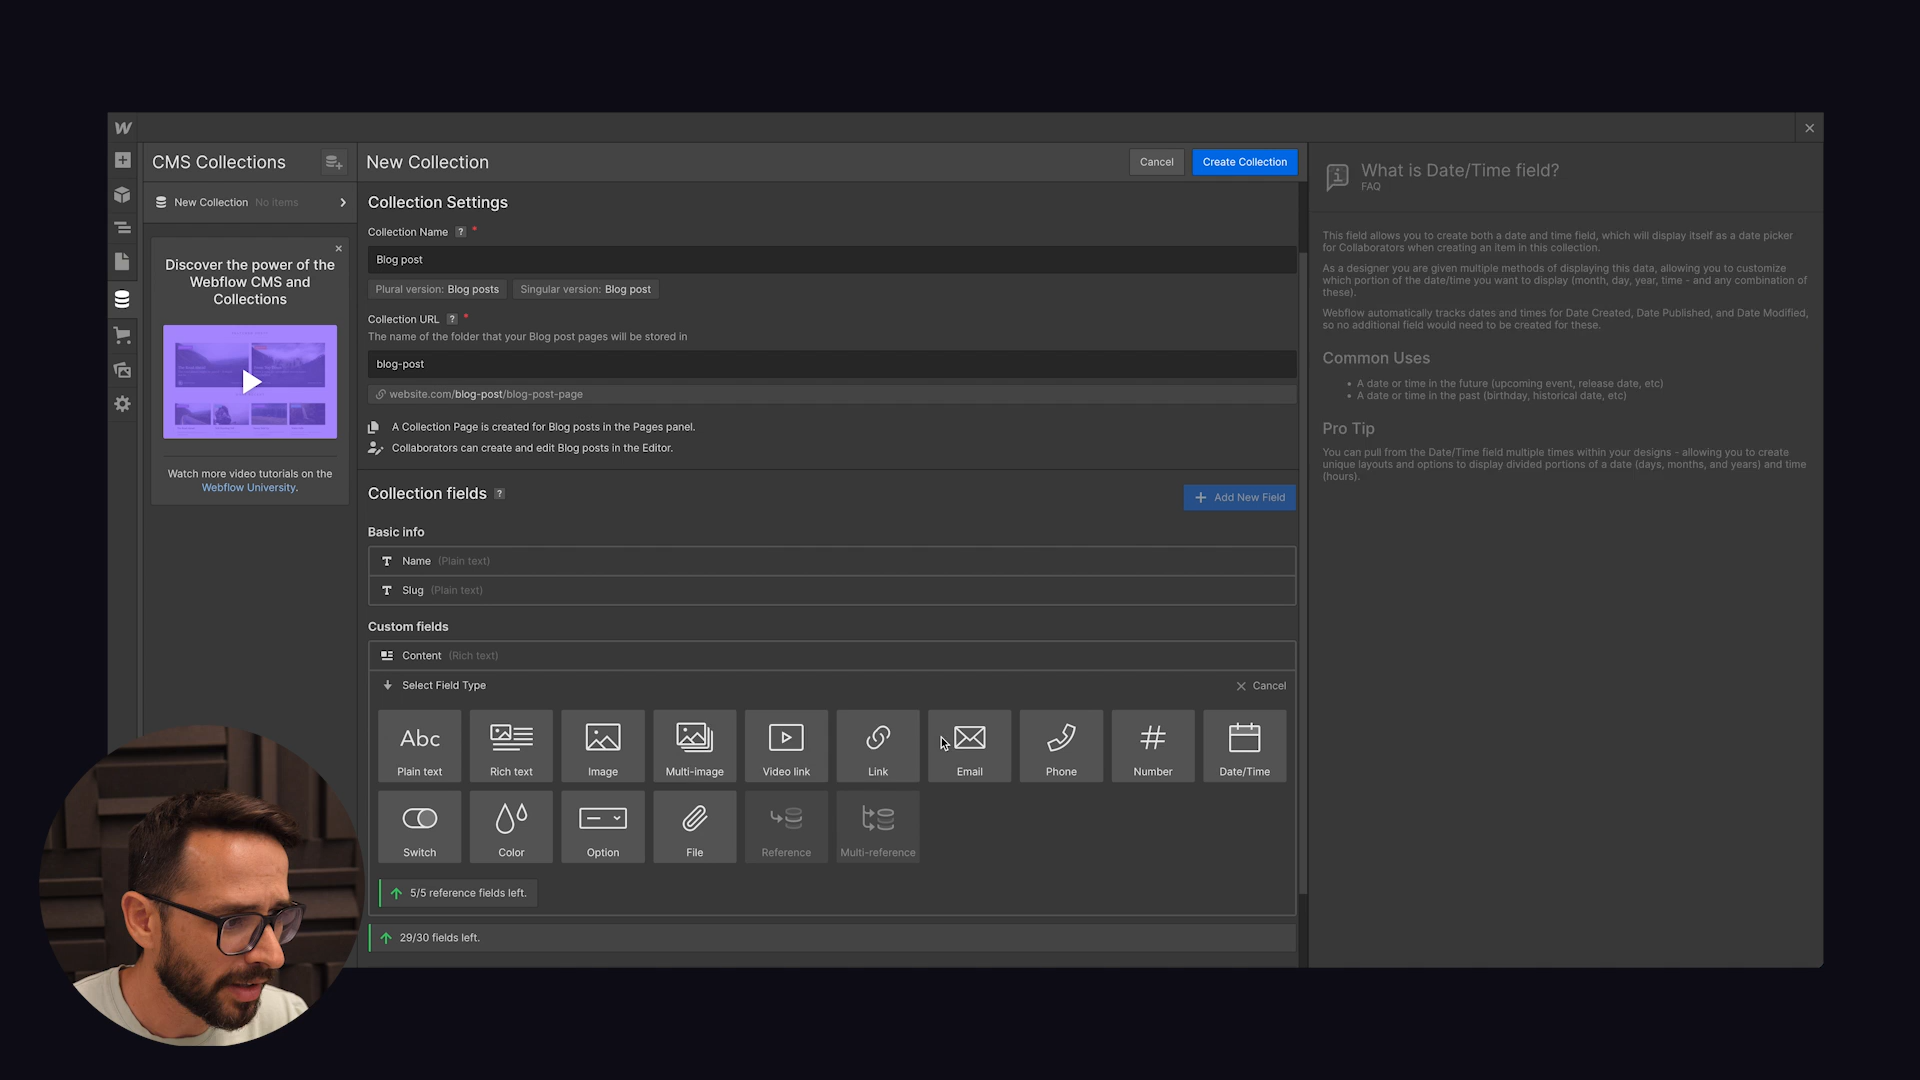 W
CMS Collections
New Collection No items
Discover the power of the
Webflow CMS and
Collections
Watch more video tutorials on the
Webflow University.
New Collection
Cancel
Create Collection
Collection Settings
Collection Name ? *
Blog post
Plural version: Blog posts
Singular version: Blog post
Collection URL ? *
The name of the folder that your Blog post pages will be stored in
blog-post
website.com/blog-post/blog-post-page
A Collection Page is created for Blog posts in the Pages panel.
Collaborators can create and edit Blog posts in the Editor.
Collection fields ?
+ Add New Field
Basic info
T Name (Plain text)
T Slug (Plain text)
Custom fields
Content (Rich text)
Select Field Type
Cancel
Abc
Plain text
Rich text
Image
Multi-image
Video link
Link
Email
Phone
#
Number
Date/Time
Switch
Color
Option
File
Reference
Multi-reference
5/5 reference fields left.
29/30 fields left.
What is Date/Time field?
FAQ
This field allows you to create both a date and time field, which will display itself as a date picker
for Collaborators when creating an item in this collection.
As a designer you are given multiple methods of displaying this data, allowing you to customize
which portion of the date/time you want to display (month, day, year, time - and any combination of
these).
Webflow automatically tracks dates and times for Date Created, Date Published, and Date Modified,
so no additional field would need to be created for these.
Common Uses
• A date or time in the future (upcoming event, release date, etc)
• A date or time in the past (birthday, historical date, etc)
Pro Tip
You can pull from the Date/Time field multiple times within your designs - allowing you to create
unique layouts and options to display divided portions of a date (days, months, and years) and time
(hours).